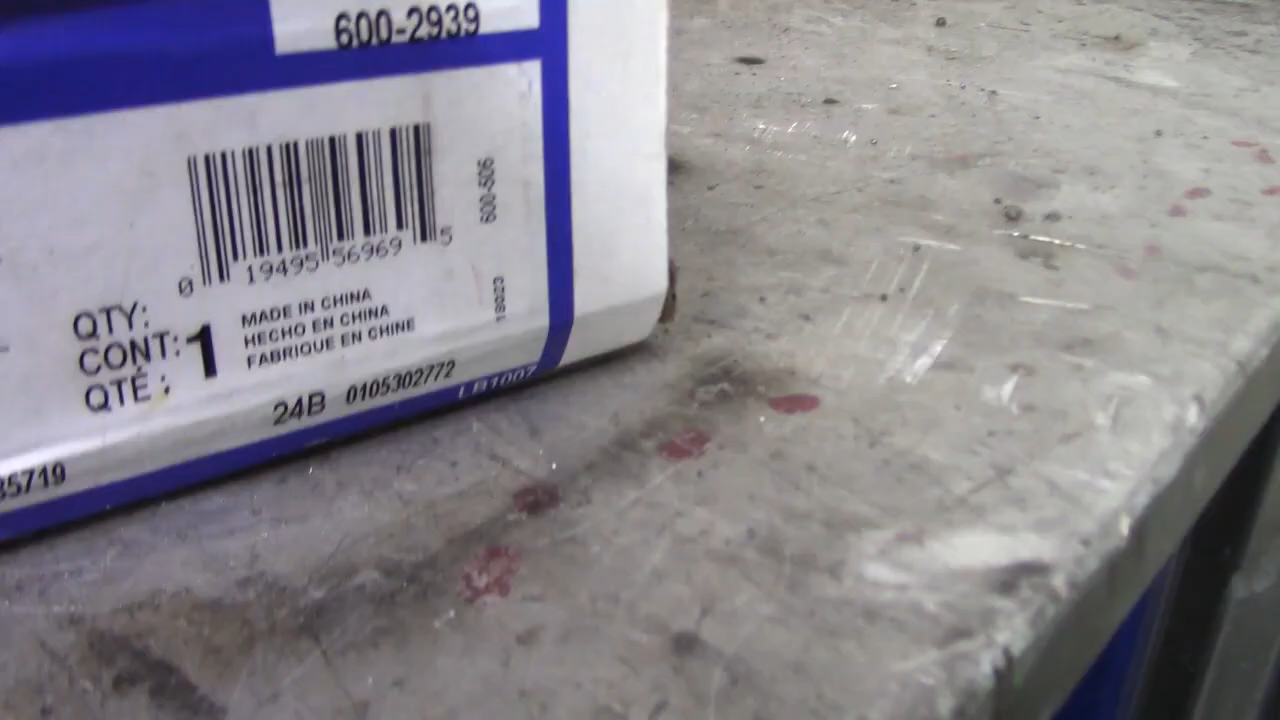 600-2939
600-506
0 19495 56969 5
18023
QTY:
CONT: 1
QTÉ :
MADE IN CHINA
HECHO EN CHINA
FABRIQUE EN CHINE
24B 0105302772
LB1007
35719